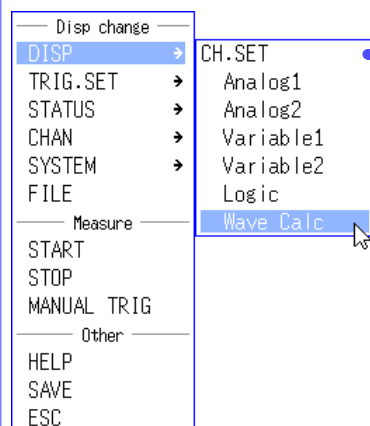 Disp change
DISP
TRIG.SET
STATUS
CHAN
SYSTEM
FILE
Measure
START
STOP
MANUAL TRIG
Other
HELP
SAVE
ESC
CH.SET
Analog1
Analog2
Variable1
Variable2
Logic
Wave Calc